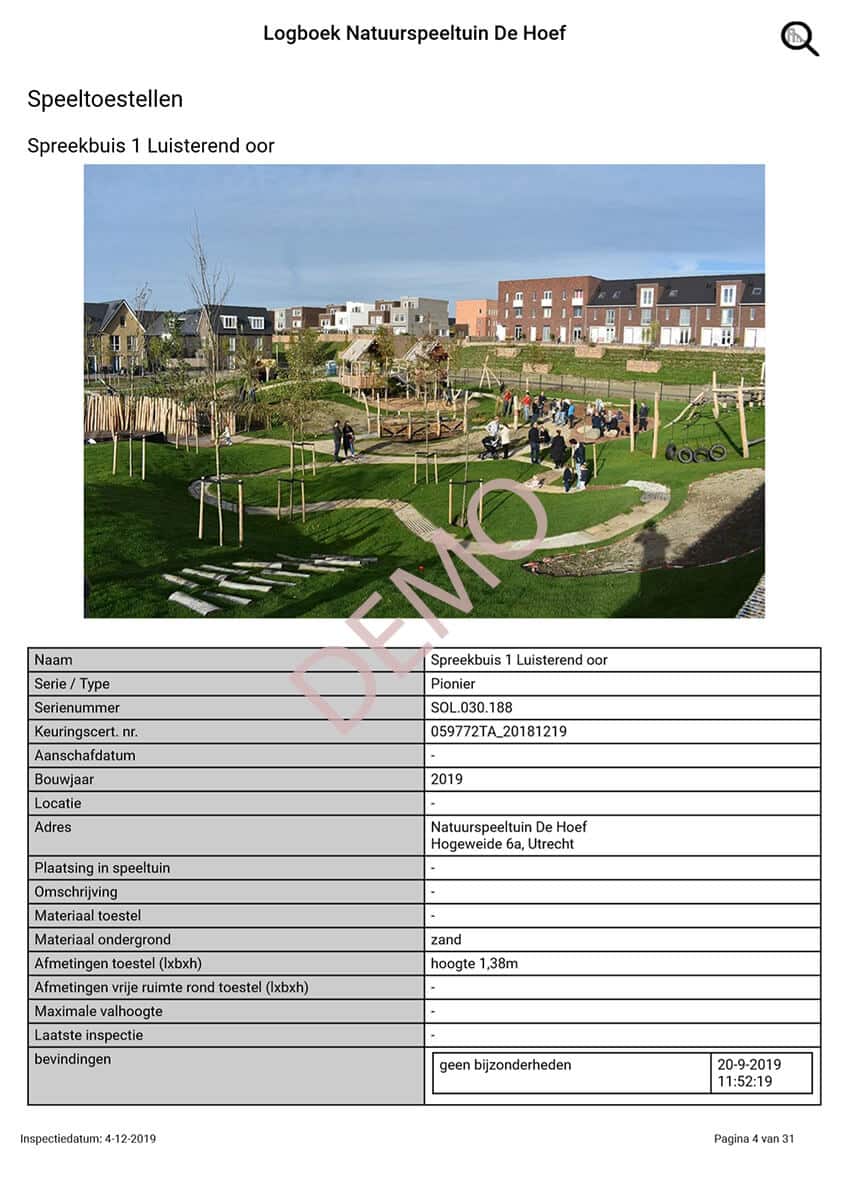 Logboek Natuurspeeltuin De Hoef
Speeltoestellen
Spreekbuis 1 Luisterend oor
DEMO
Naam Spreekbuis 1 Luisterend oor
Serie / Type Pionier
Serienummer SOL.030.188
Keuringscert. nr. 059772TA_20181219
Aanschafdatum -
Bouwjaar 2019
Locatie -
Adres Natuurspeeltuin De Hoef
Hogeweide 6a, Utrecht
Plaatsing in speeltuin -
Omschrijving -
Materiaal toestel -
Materiaal ondergrond zand
Afmetingen toestel (lxbxh) hoogte 1,38m
Afmetingen vrije ruimte rond toestel (lxbxh) -
Maximale valhoogte -
Laatste inspectie -
bevindingen geen bijzonderheden 20-9-2019
11:52:19
Inspectiedatum: 4-12-2019 Pagina 4 van 31